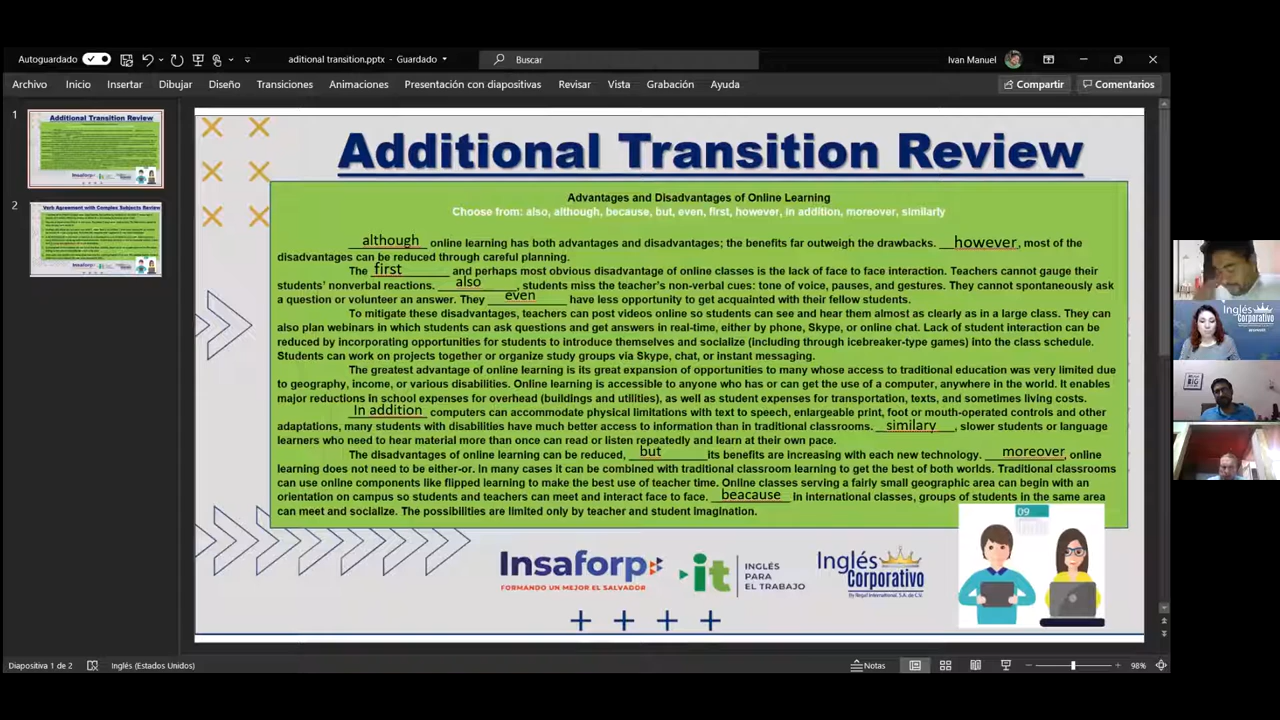 Autoguardado
aditional transition.pptx - Guardado
Buscar
Ivan Manuel
Archivo Inicio Insertar Dibujar Diseño Transiciones Animaciones Presentación con diapositivas Revisar Vista Grabación Ayuda Compartir Comentarios
1
2
Additional Transition Review
Advantages and Disadvantages of Online Learning
Choose from: also, although, because, but, even, first, however, in addition, moreover, similarly
although online learning has both advantages and disadvantages; the benefits far outweigh the drawbacks. however, most of the
disadvantages can be reduced through careful planning.
The first and perhaps most obvious disadvantage of online classes is the lack of face to face interaction. Teachers cannot gauge their
students' nonverbal reactions. also, students miss the teacher's non-verbal cues: tone of voice, pauses, and gestures. They cannot spontaneously ask
a question or volunteer an answer. They even have less opportunity to get acquainted with their fellow students.
To mitigate these disadvantages, teachers can post videos online so students can see and hear them almost as clearly as in a large class. They can
also plan webinars in which students can ask questions and get answers in real-time, either by phone, Skype, or online chat. Lack of student interaction can be
reduced by incorporating opportunities for students to introduce themselves and socialize (including through icebreaker-type games) into the class schedule.
Students can work on projects together or organize study groups via Skype, chat, or instant messaging.
The greatest advantage of online learning is its great expansion of opportunities to many whose access to traditional education was very limited due
to geography, income, or various disabilities. Online learning is accessible to anyone who has or can get the use of a computer, anywhere in the world. It enables
major reductions in school expenses for overhead (buildings and utilities), as well as student expenses for transportation, texts, and sometimes living costs.
In addition computers can accommodate physical limitations with text to speech, enlargeable print, foot or mouth-operated controls and other
adaptations, many students with disabilities have much better access to information than in traditional classrooms. similary, slower students or language
learners who need to hear material more than once can read or listen repeatedly and learn at their own pace.
The disadvantages of online learning can be reduced, but its benefits are increasing with each new technology. moreover, online
learning does not need to be either-or. In many cases it can be combined with traditional classroom learning to get the best of both worlds. Traditional classrooms
can use online components like flipped learning to make the best use of teacher time. Online classes serving a fairly small geographic area can begin with an
orientation on campus so students and teachers can meet and interact face to face. beacause in international classes, groups of students in the same area
can meet and socialize. The possibilities are limited only by teacher and student imagination.
09
Insaforp
FORMANDO UN MEJOR EL SALVADOR
it
INGLÉS
PARA
EL TRABAJO
Inglés
Corporativo
By Regal International, S.A. de C.V.
Inglés
Corporativo
BIG
Diapositiva 1 de 2 Inglés (Estados Unidos) Notas 98%